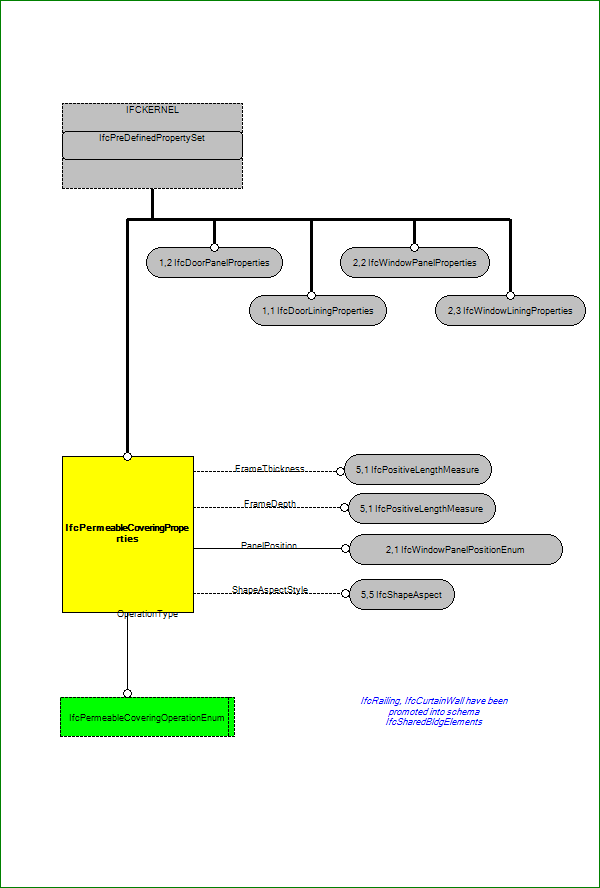 IFCKERNEL
IfcPreDefinedPropertySet
1,2 IfcDoorPanelProperties
2,2 IfcWindowPanelProperties
1,1 IfcDoorLiningProperties
2,3 IfcWindowLiningProperties
FrameThickness
5,1 IfcPositiveLengthMeasure
FrameDepth
5,1 IfcPositiveLengthMeasure
IfcPermeableCoveringPrope
rties
PanelPosition
2,1 IfcWindowPanelPositionEnum
ShapeAspectStyle
5,5 IfcShapeAspect
OperationType
IfcPermeableCoveringOperationEnum
IfcRailing, IfcCurtainWall have been
promoted into schema
IfcSharedBldgElements